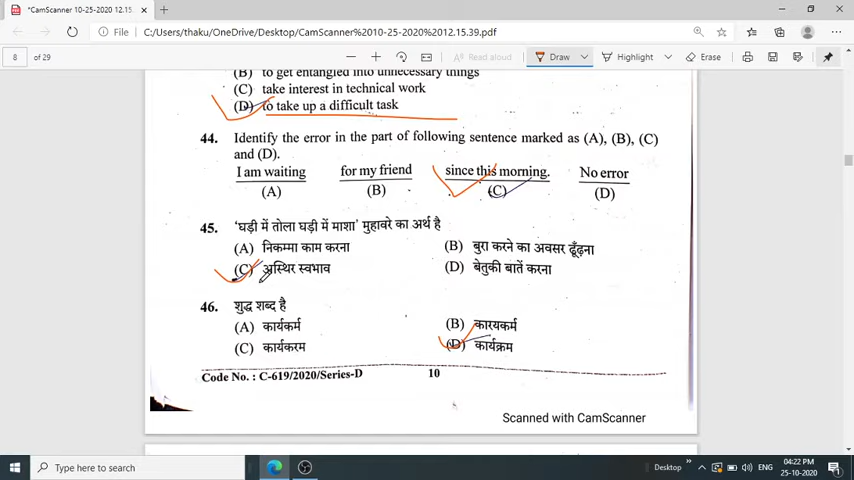 *CamScanner 10-25-2020 12.15.
File C:/Users/thaku/OneDrive/Desktop/CamScanner%2010-25-2020%2012.15.39.pdf
8 of 29 Read aloud Draw Highlight Erase
(B) to get entangled into unnecessary things
(C) take interest in technical work
(D) to take up a difficult task
44. Identify the error in the part of following sentence marked as (A), (B), (C)
and (D).
I am waiting for my friend since this morning. No error
(A) (B) (C) (D)
45. ‘घड़ी में तोला घड़ी में माशा’ मुहावरे का अर्थ है
(A) निकम्मा काम करना (B) बुरा करने का अवसर ढूँढ़ना
(C) अस्थिर स्वभाव (D) बेतुकी बातें करना
46. शुद्ध शब्द है
(A) कार्यकर्म (B) कारयकर्म
(C) कार्यकरम (D) कार्यक्रम
Code No. : C-619/2020/Series-D 10
Scanned with CamScanner
Type here to search Desktop ENG 04:22 PM
25-10-2020